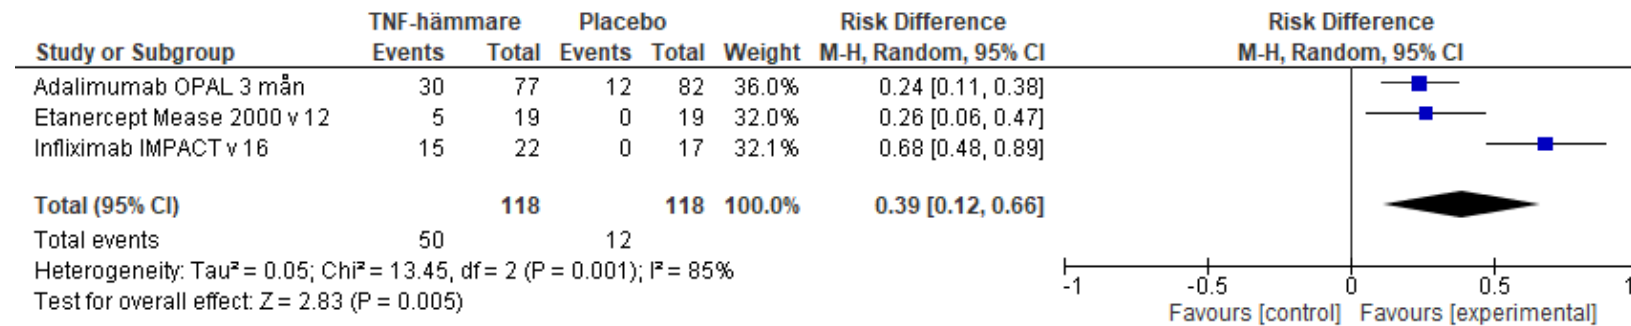 TNF-hämmare Placebo Risk Difference Risk Difference
Study or Subgroup Events Total Events Total Weight M-H, Random, 95% CI M-H, Random, 95% CI
Adalimumab OPAL 3 mån 30 77 12 82 36.0% 0.24 [0.11, 0.38]
Etanercept Mease 2000 v 12 5 19 0 19 32.0% 0.26 [0.06, 0.47]
Infliximab IMPACT v 16 15 22 0 17 32.1% 0.68 [0.48, 0.89]
Total (95% CI) 118 118 100.0% 0.39 [0.12, 0.66]
Total events 50 12
Heterogeneity: Tau² = 0.05; Chi² = 13.45, df = 2 (P = 0.001); I² = 85%
Test for overall effect: Z = 2.83 (P = 0.005)
-1 -0.5 0 0.5 1
Favours [control] Favours [experimental]